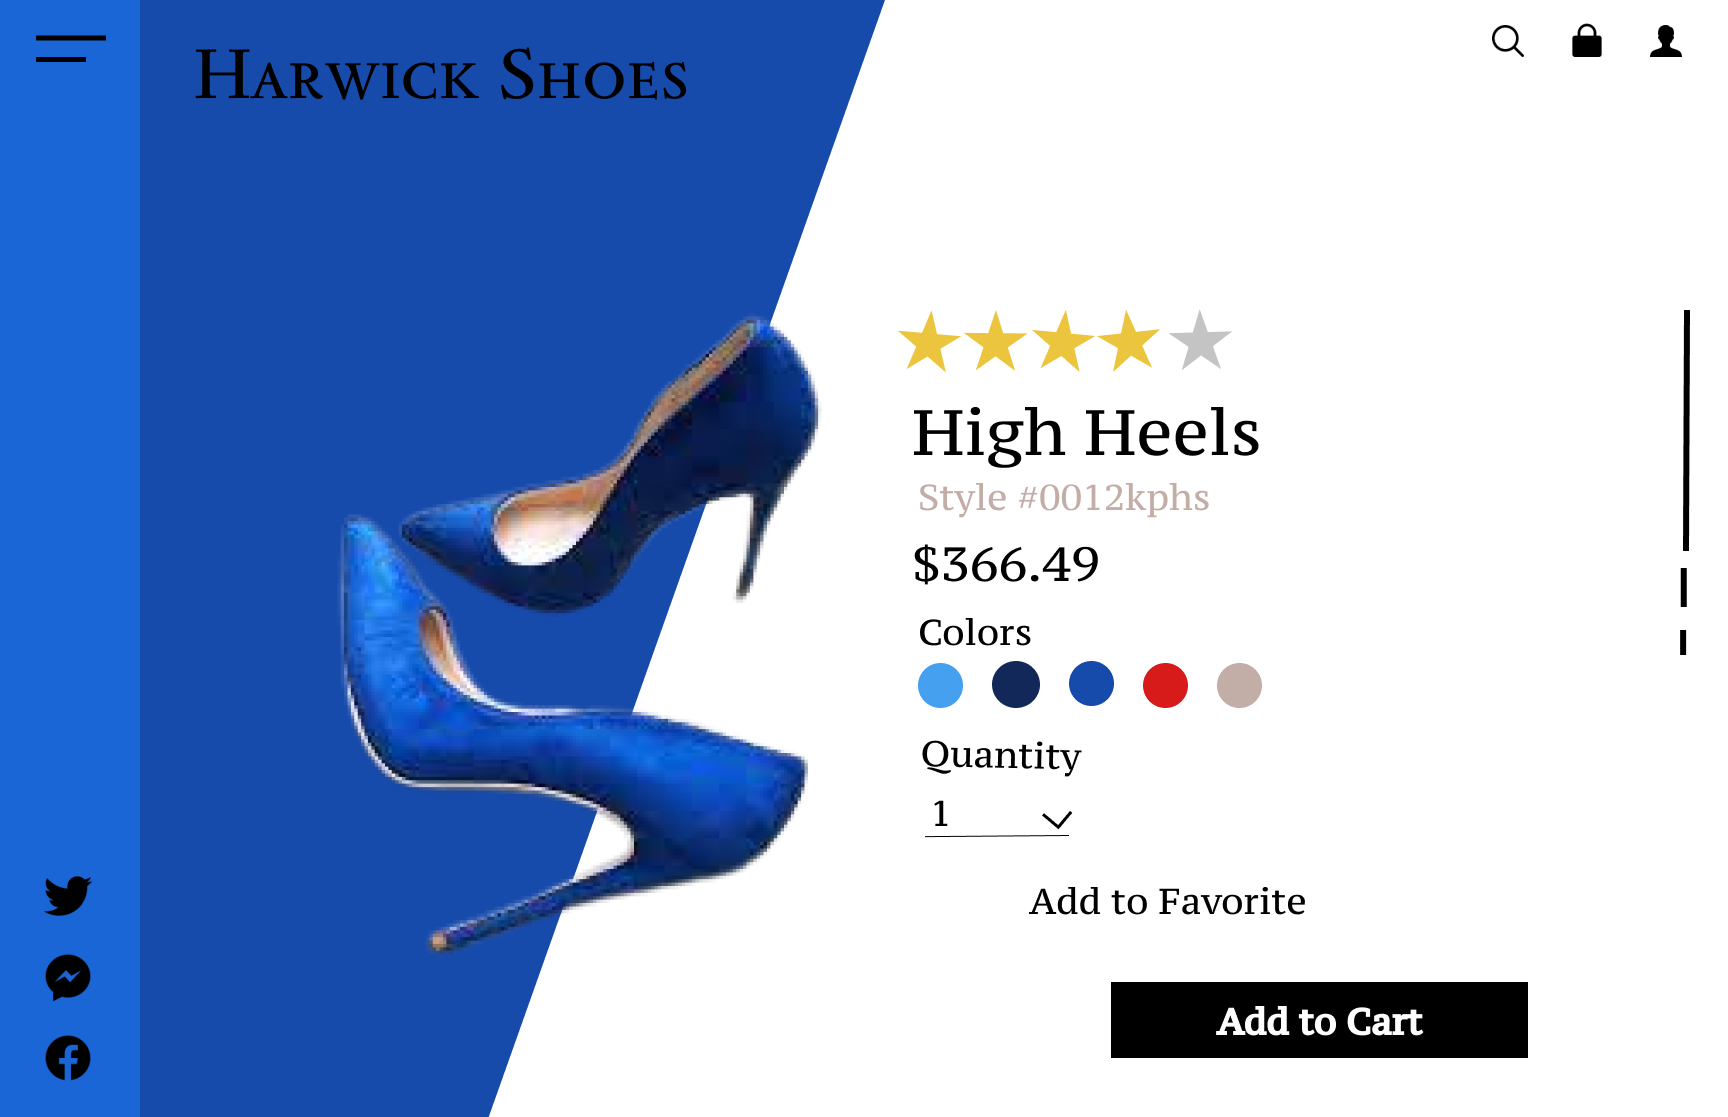 Harwick Shoes
High Heels
Style #0012kphs
$366.49
Colors
Quantity
1
Add to Favorite
Add to Cart